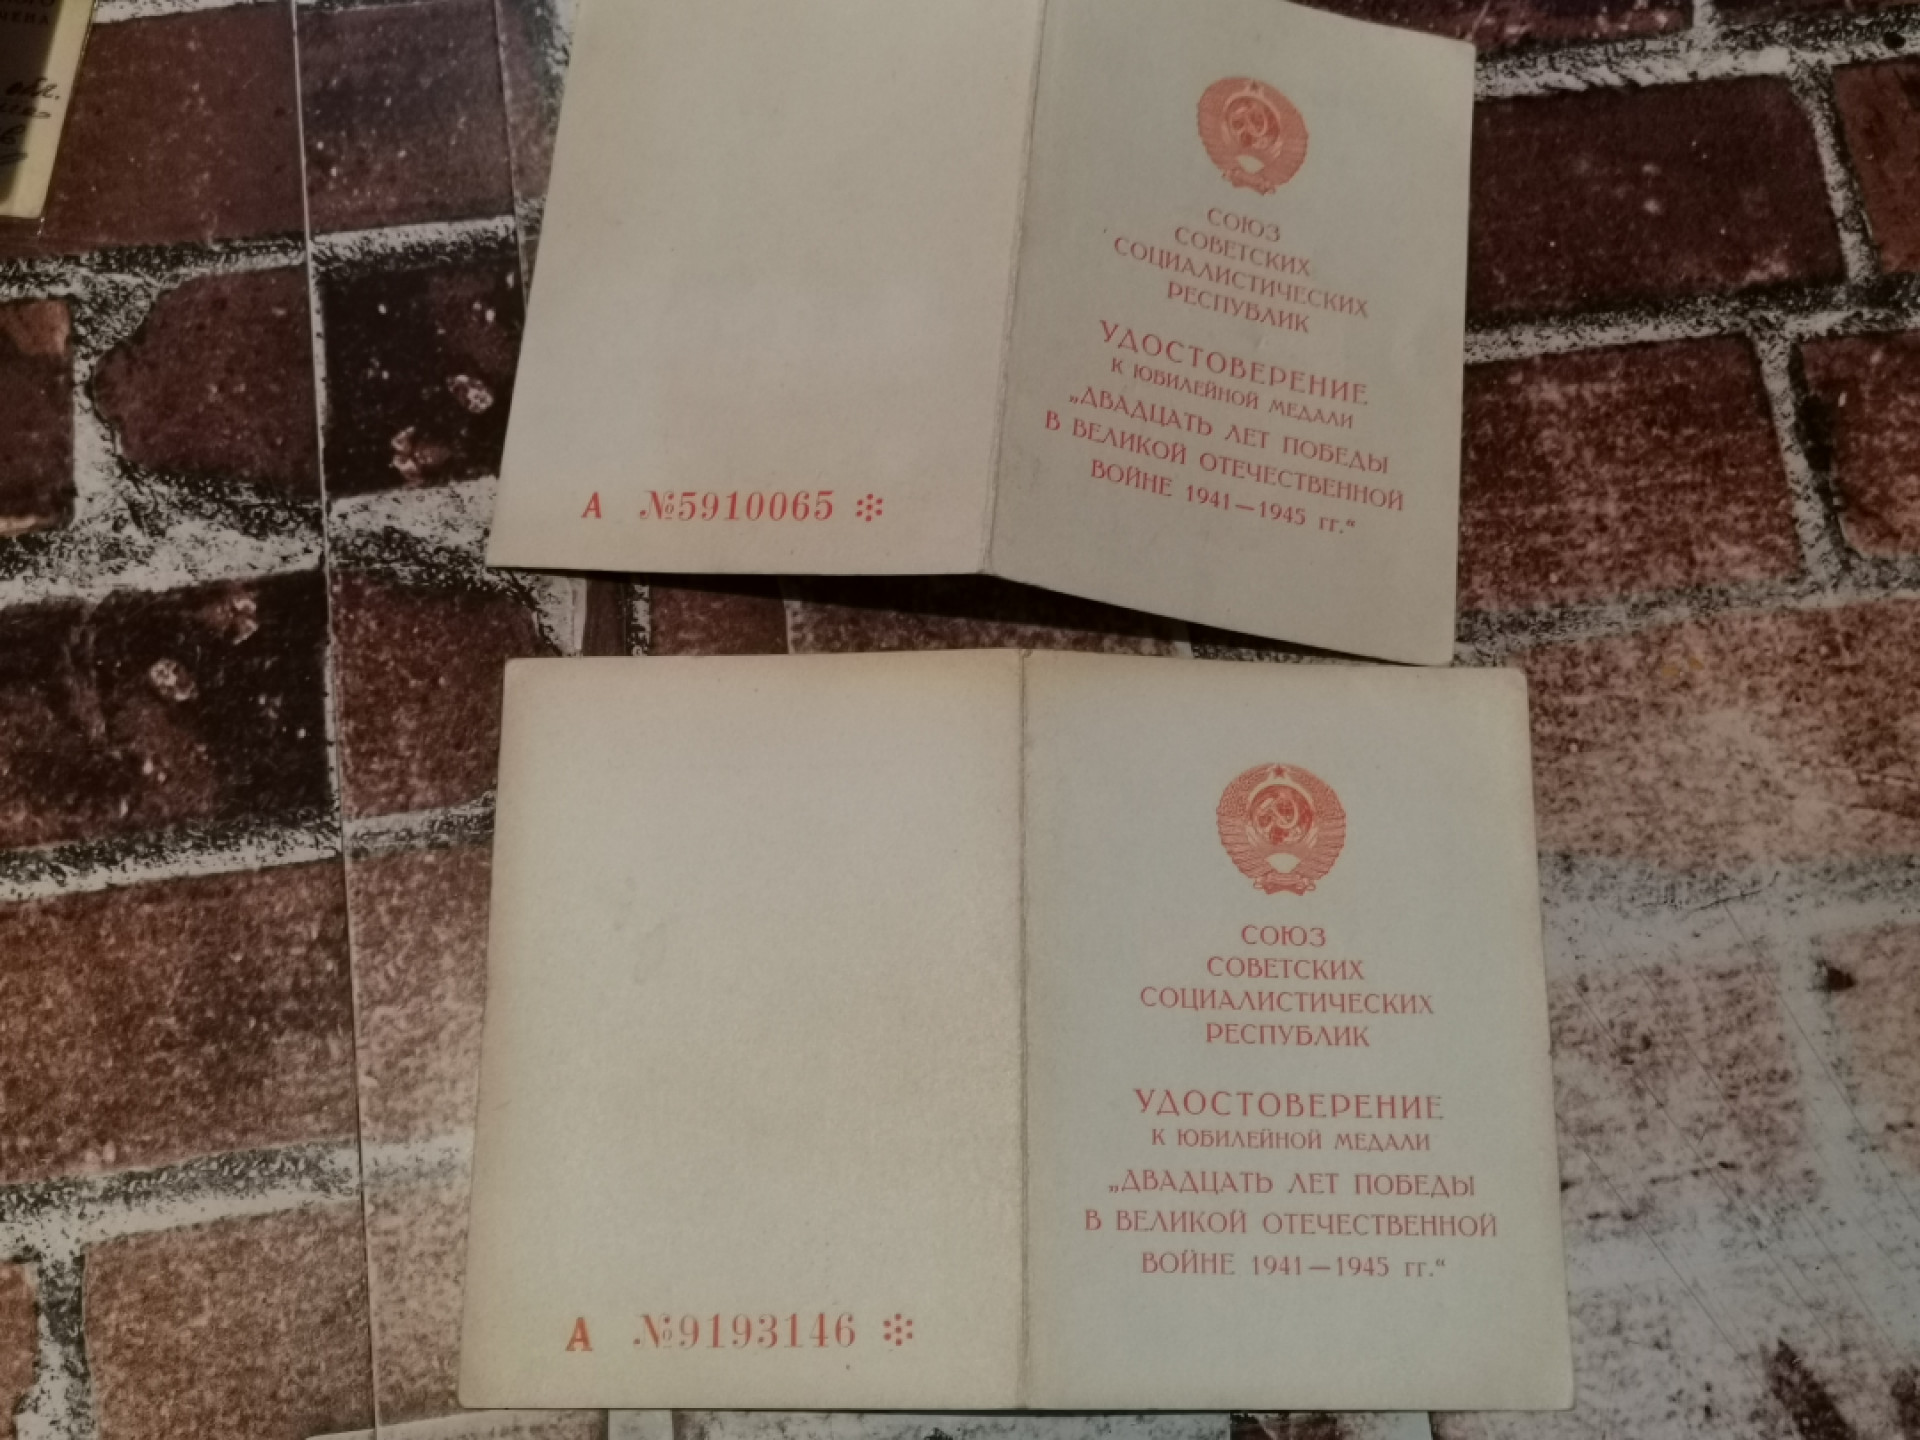 обл.
СОЮЗ
СОВЕТСКИХ
СОЦИАЛИСТИЧЕСКИХ
РЕСПУБЛИК
УДОСТОВЕРЕНИЕ
К ЮБИЛЕЙНОЙ МЕДАЛИ
„ДВАДЦАТЬ ЛЕТ ПОБЕДЫ
В ВЕЛИКОЙ ОТЕЧЕСТВЕННОЙ
ВОЙНЕ 1941—1945 гг.“
А №5910065
СОЮЗ
СОВЕТСКИХ
СОЦИАЛИСТИЧЕСКИХ
РЕСПУБЛИК
УДОСТОВЕРЕНИЕ
К ЮБИЛЕЙНОЙ МЕДАЛИ
„ДВАДЦАТЬ ЛЕТ ПОБЕДЫ
В ВЕЛИКОЙ ОТЕЧЕСТВЕННОЙ
ВОЙНЕ 1941—1945 гг.“
А №9193146